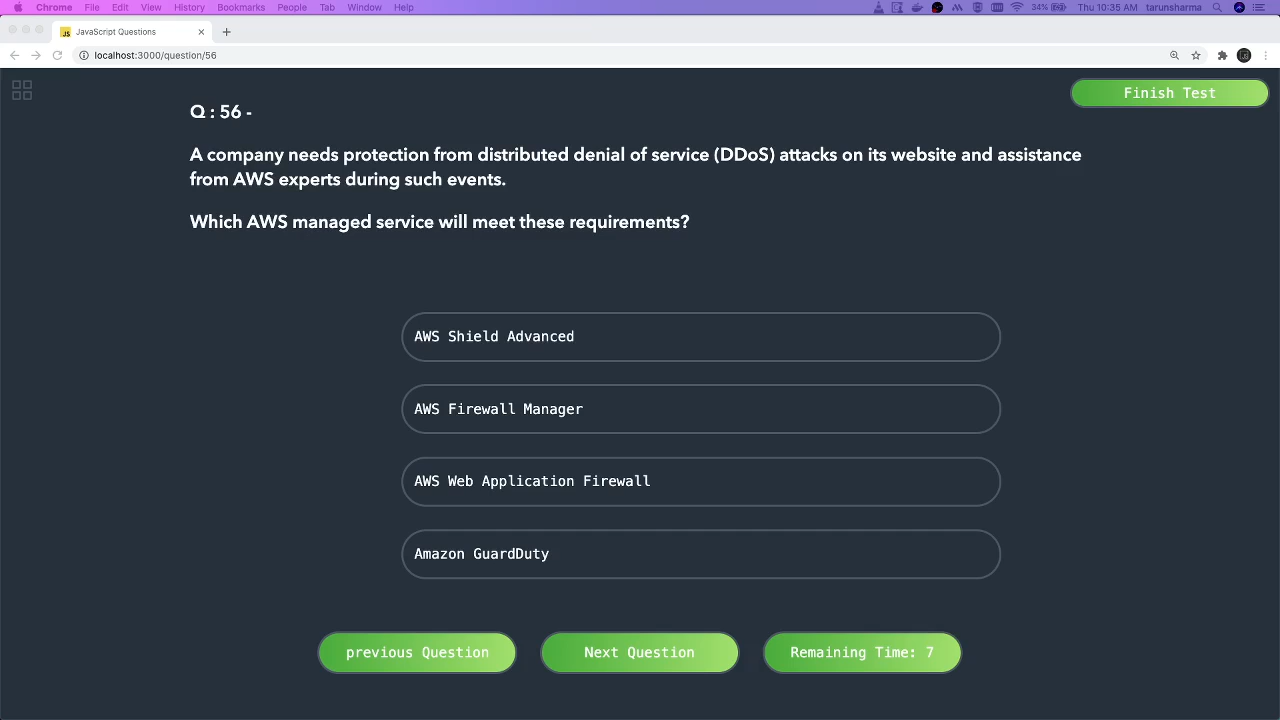 Chrome File Edit View History Bookmarks People Tab Window Help 34% Thu 10:35 AM tarunsharma
JS JavaScript Questions
localhost:3000/question/56
Finish Test
Q : 56 -
A company needs protection from distributed denial of service (DDoS) attacks on its website and assistance
from AWS experts during such events.
Which AWS managed service will meet these requirements?
AWS Shield Advanced
AWS Firewall Manager
AWS Web Application Firewall
Amazon GuardDuty
previous Question Next Question Remaining Time: 7